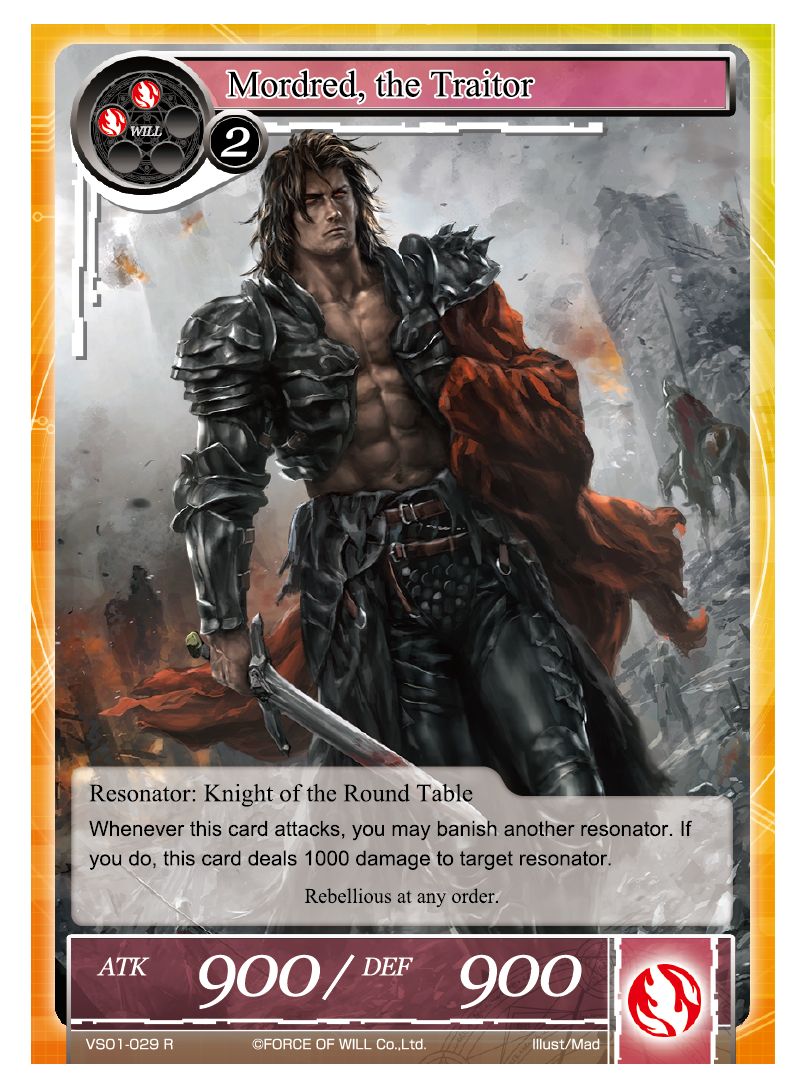 Mordred, the Traitor
WILL
2
Resonator: Knight of the Round Table
Whenever this card attacks, you may banish another resonator. If
you do, this card deals 1000 damage to target resonator.
Rebellious at any order.
ATK 900 / DEF 900
VS01-029 R ©FORCE OF WILL Co.,Ltd. Illust/Mad